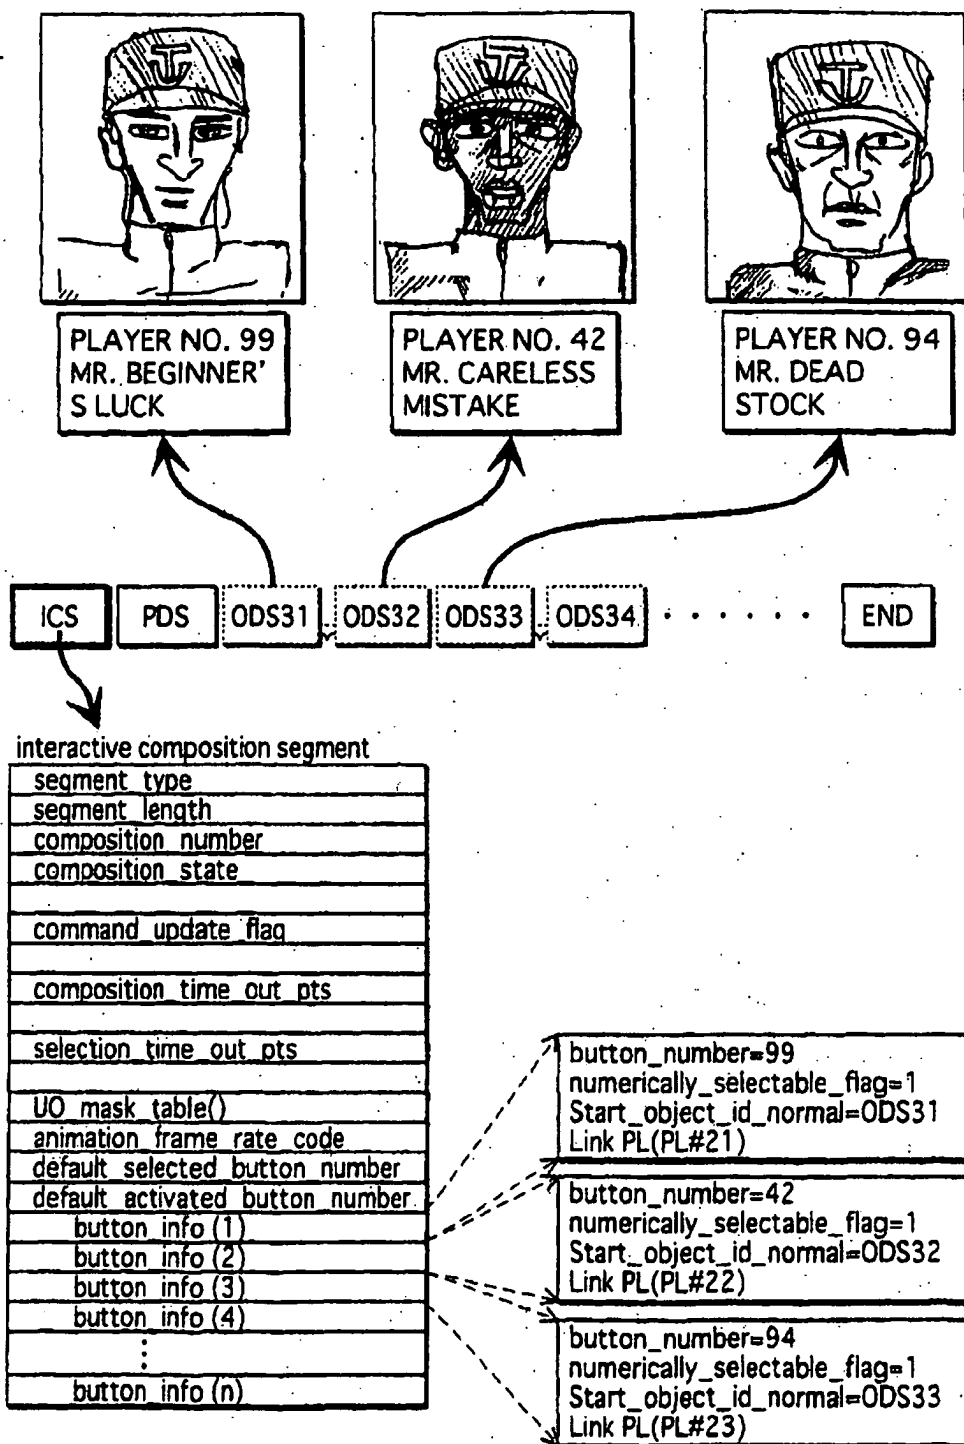 PLAYER NO. 99
MR. BEGINNER'
S LUCK
PLAYER NO. 42
MR. CARELESS
MISTAKE
PLAYER NO. 94
MR. DEAD
STOCK
ICS
PDS
ODS31
ODS32
ODS33
ODS34
· · · · · ·
END
interactive composition segment
segment_type
segment_length
composition_number
composition_state
command_update_flag
composition_time_out_pts
selection_time_out_pts
UO_mask_table()
animation_frame_rate_code
default_selected_button_number
default_activated_button_number
button_info (1)
button_info (2)
button_info (3)
button_info (4)
⋮
button_info (n)
button_number=99
numerically_selectable_flag=1
Start_object_id_normal=ODS31
Link PL(PL#21)
button_number=42
numerically_selectable_flag=1
Start_object_id_normal=ODS32
Link PL(PL#22)
button_number=94
numerically_selectable_flag=1
Start_object_id_normal=ODS33
Link PL(PL#23)